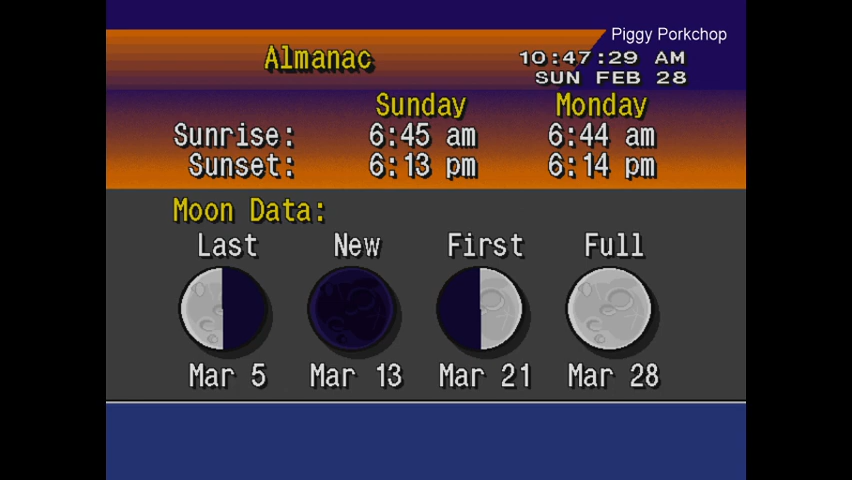 Piggy Porkchop
Almanac
10:47:29 AM
SUN FEB 28
Sunday Monday
Sunrise: 6:45 am 6:44 am
Sunset: 6:13 pm 6:14 pm
Moon Data:
Last New First Full
Mar 5 Mar 13 Mar 21 Mar 28